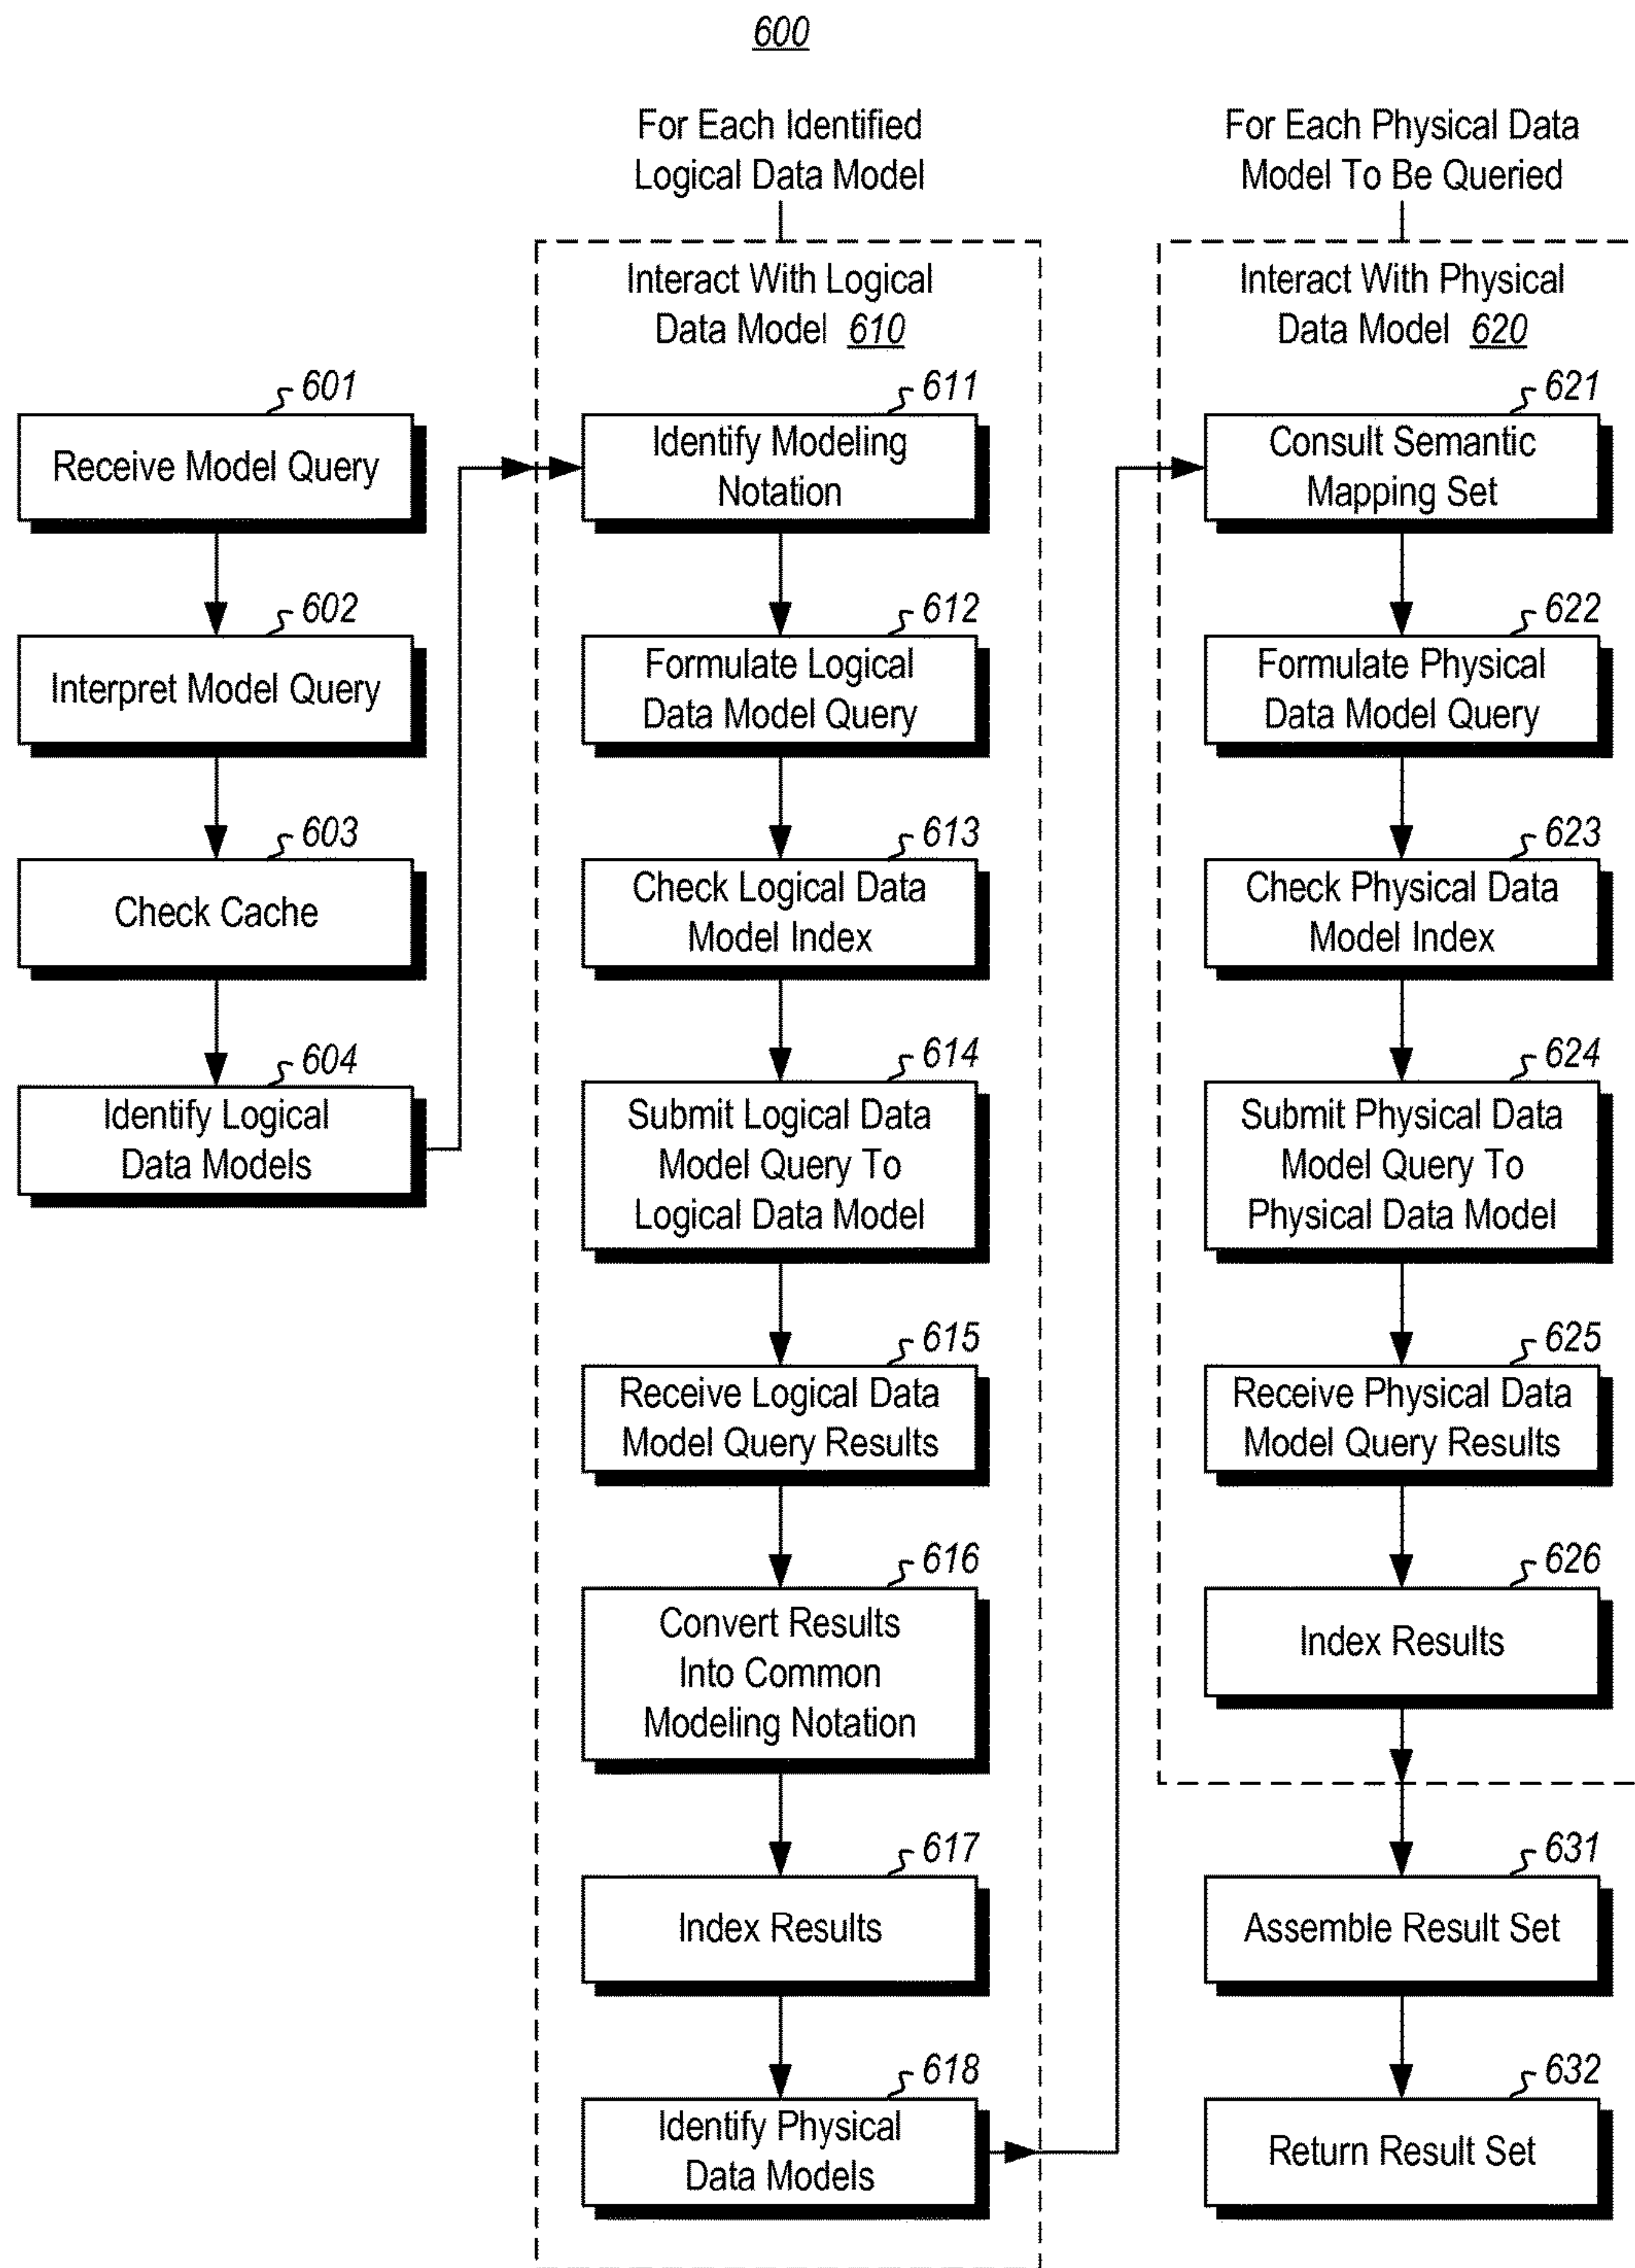 600
For Each Identified
Logical Data Model
For Each Physical Data
Model To Be Queried
Interact With Logical
Data Model 610
Interact With Physical
Data Model 620
601
Receive Model Query
602
Interpret Model Query
603
Check Cache
604
Identify Logical
Data Models
611
Identify Modeling
Notation
612
Formulate Logical
Data Model Query
613
Check Logical Data
Model Index
614
Submit Logical Data
Model Query To
Logical Data Model
615
Receive Logical Data
Model Query Results
616
Convert Results
Into Common
Modeling Notation
617
Index Results
618
Identify Physical
Data Models
621
Consult Semantic
Mapping Set
622
Formulate Physical
Data Model Query
623
Check Physical Data
Model Index
624
Submit Physical Data
Model Query To
Physical Data Model
625
Receive Physical Data
Model Query Results
626
Index Results
631
Assemble Result Set
632
Return Result Set